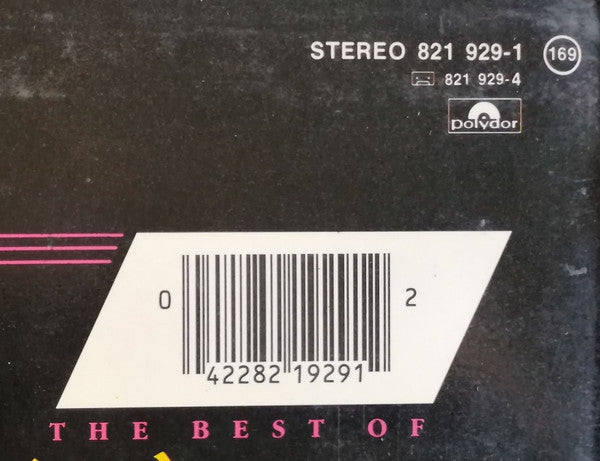 STEREO 821 929-1 169
821 929-4
polydor
0 42282 19291 2
THE BEST OF